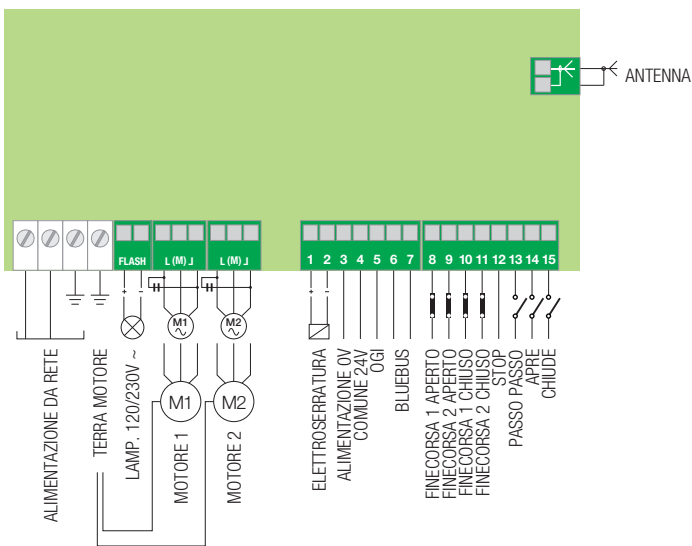 ANTENNA
FLASH
L (M) ⅃
L (M) ⅃
1 2 3 4 5 6 7
8 9 10 11 12 13 14 15
+ -
+ -
M1
~
M2
~
M1
M2
ALIMENTAZIONE DA RETE
TERRA MOTORE
LAMP. 120/230V ~
MOTORE 1
MOTORE 2
ELETTROSERRATURA
ALIMENTAZIONE 0V
COMUNE 24V
OGI
BLUEBUS
FINECORSA 1 APERTO
FINECORSA 2 APERTO
FINECORSA 1 CHIUSO
FINECORSA 2 CHIUSO
STOP
PASSO PASSO
APRE
CHIUDE